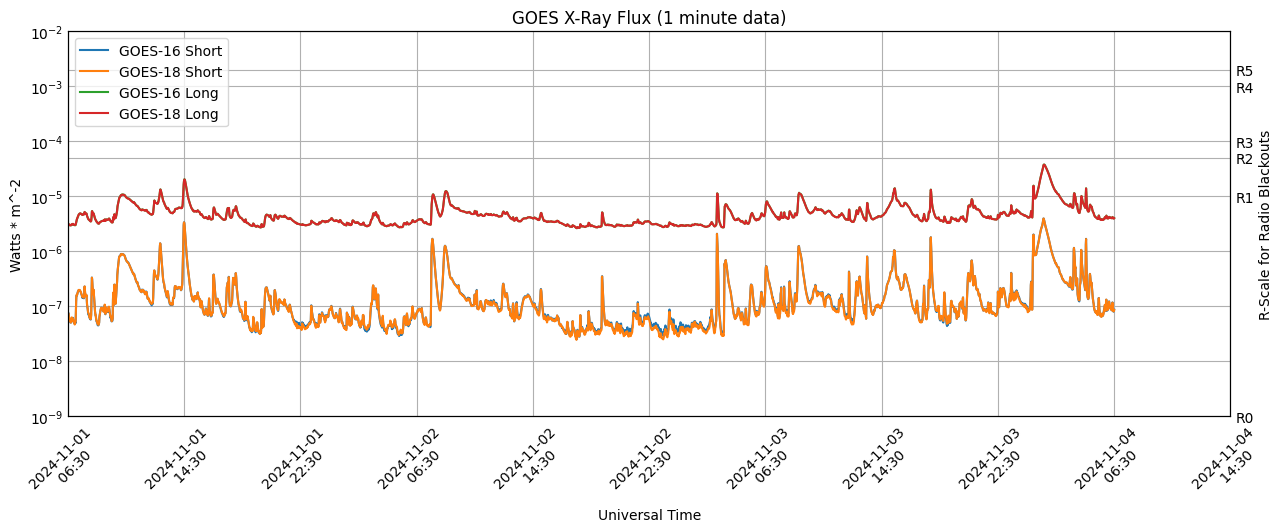 GOES X-Ray Flux (1 minute data)
GOES-16 Short
GOES-18 Short
GOES-16 Long
GOES-18 Long
Watts * m^-2
10^-2
10^-3
10^-4
10^-5
10^-6
10^-7
10^-8
10^-9
R5
R4
R3
R2
R1
R0
R-Scale for Radio Blackouts
2024-11-01
06:30
2024-11-01
14:30
2024-11-01
22:30
2024-11-02
06:30
2024-11-02
14:30
2024-11-02
22:30
2024-11-03
06:30
2024-11-03
14:30
2024-11-03
22:30
2024-11-04
06:30
2024-11-04
14:30
Universal Time